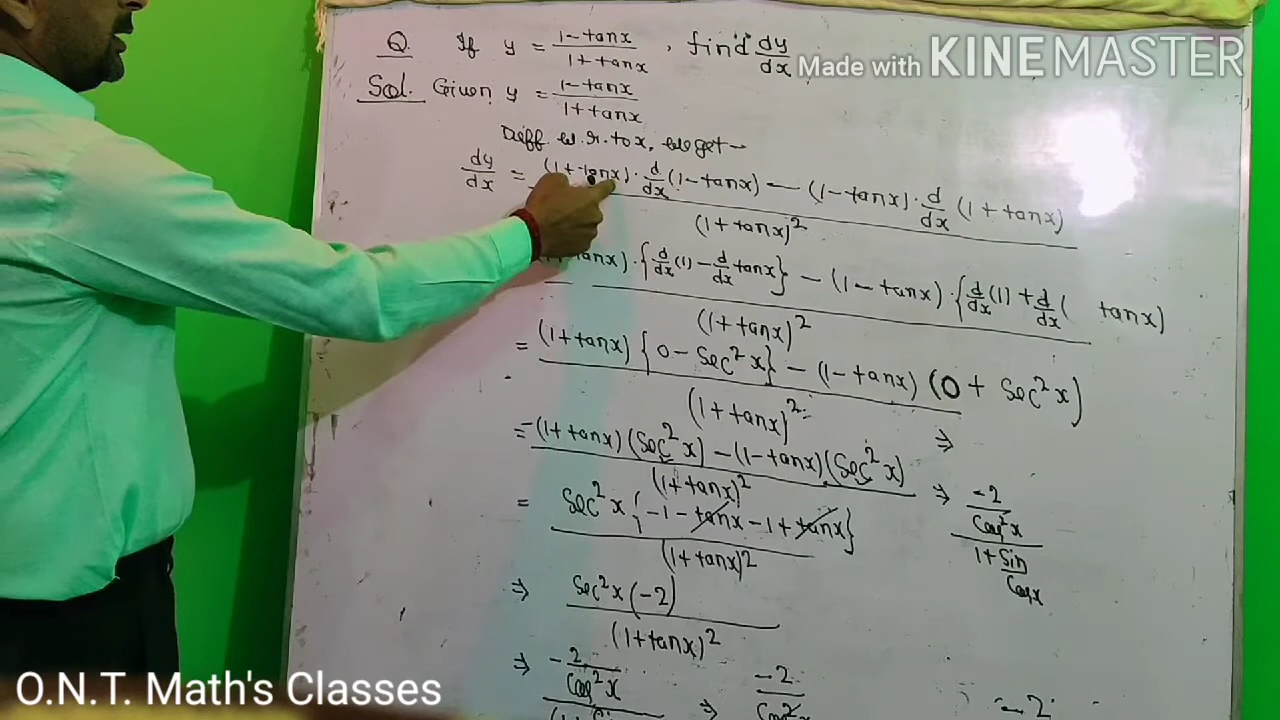 Q. If y = (1-tanx)/(1+tanx), find dy/dx
Made with KINEMASTER
Sol. Given y = (1-tanx)/(1+tanx)
Diff w.r.to x, we get-
dy/dx = ((1+tanx)·d/dx(1-tanx) - (1-tanx)·d/dx(1+tanx))/(1+tanx)²
tanx)·{d/dx(1) - d/dx tanx} - (1-tanx)·{d/dx(1) + d/dx( tanx)
(1+tanx)²
= ((1+tanx){0-Sec²x} - (1-tanx)(0+Sec²x))/(1+tanx)²
⇒
= (-(1+tanx)(Sec²x) - (1-tanx)(Sec²x))/(1+tanx)²
= Sec²x{-1-tanx-1+tanx}/(1+tanx)²
⇒ (-2/Cos²x)/(1+Sin/Cosx)
⇒ Sec²x(-2)/(1+tanx)²
⇒ -2/Cos²x
⇒ -2
-2
O.N.T. Math's Classes